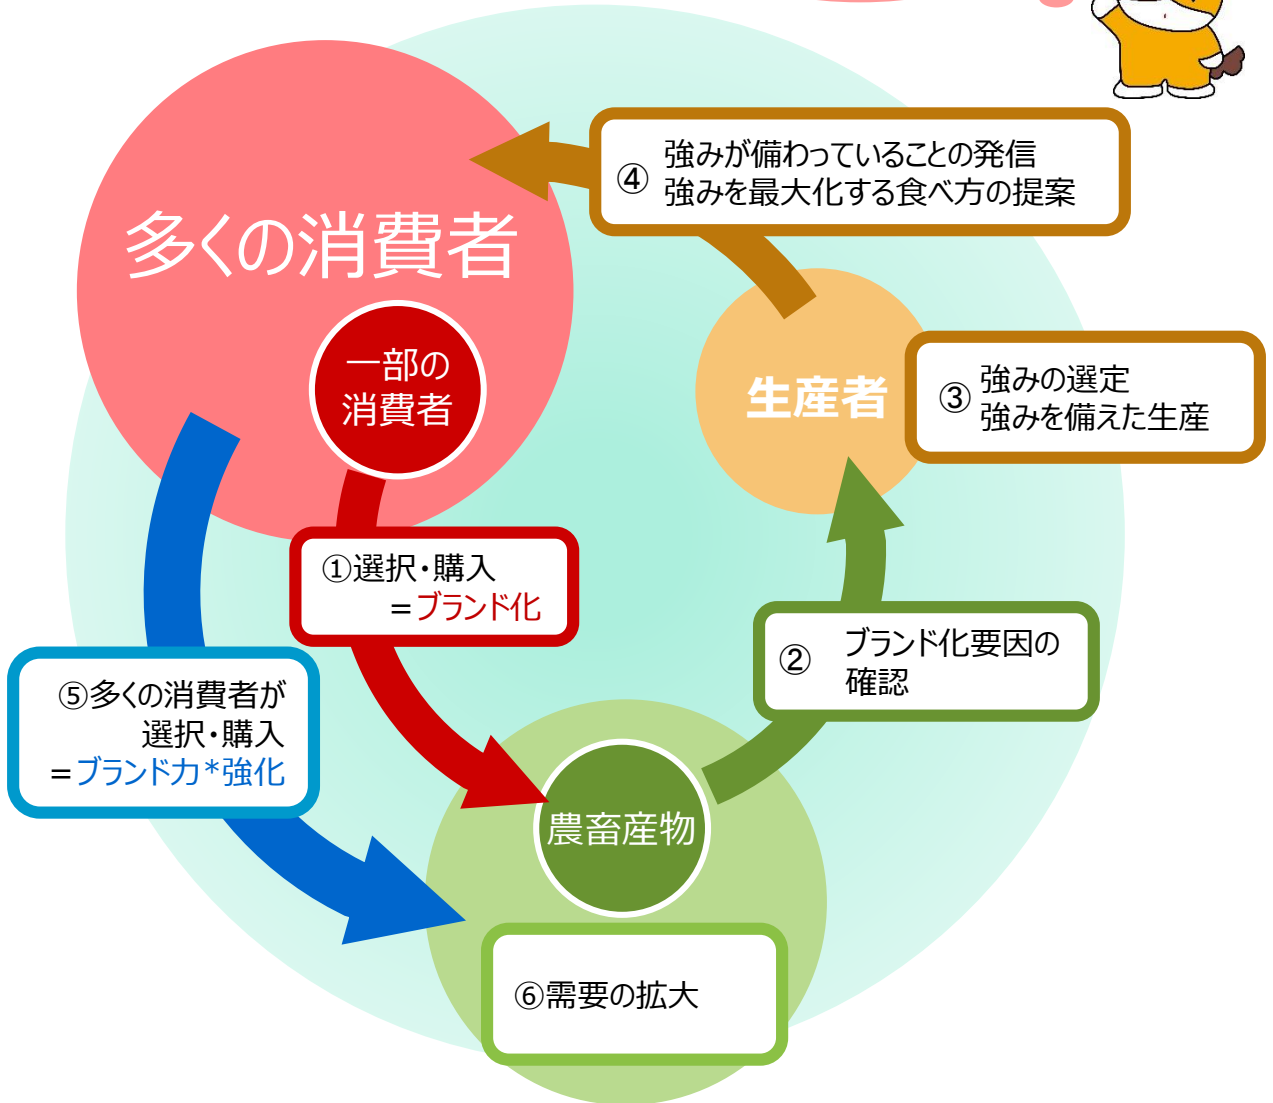 ④
強みが備わっていることの発信
強みを最大化する食べ方の提案
多くの消費者
一部の
消費者
生産者
③
強みの選定
強みを備えた生産
①選択・購入
=ブランド化
②
ブランド化要因の
確認
⑤多くの消費者が
選択・購入
=ブランド力*強化
農畜産物
⑥需要の拡大